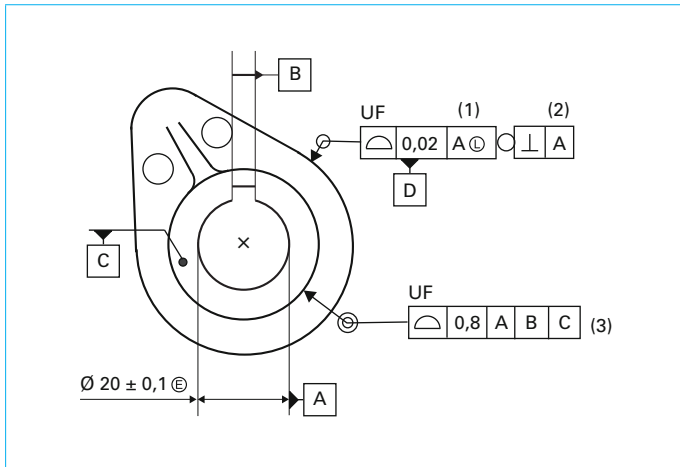 B
UF (1) (2)
⌓ 0,02 A Ⓛ ○ ⊥ A
D
C
UF
⌓ 0,8 A B C (3)
Ø 20 ± 0,1 Ⓔ
A